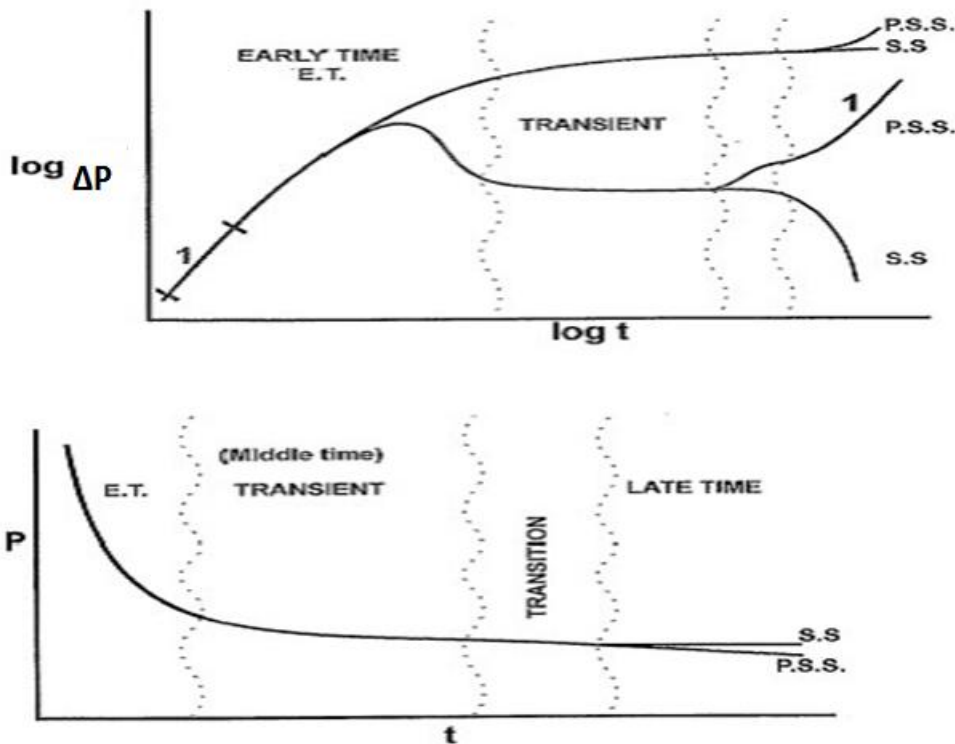 P.S.S.
S.S
EARLY TIME
E.T.
1
TRANSIENT
P.S.S.
log ΔP
1
S.S
log t
(Middle time)
E.T.
TRANSIENT
LATE TIME
P
TRANSITION
S.S
P.S.S.
t